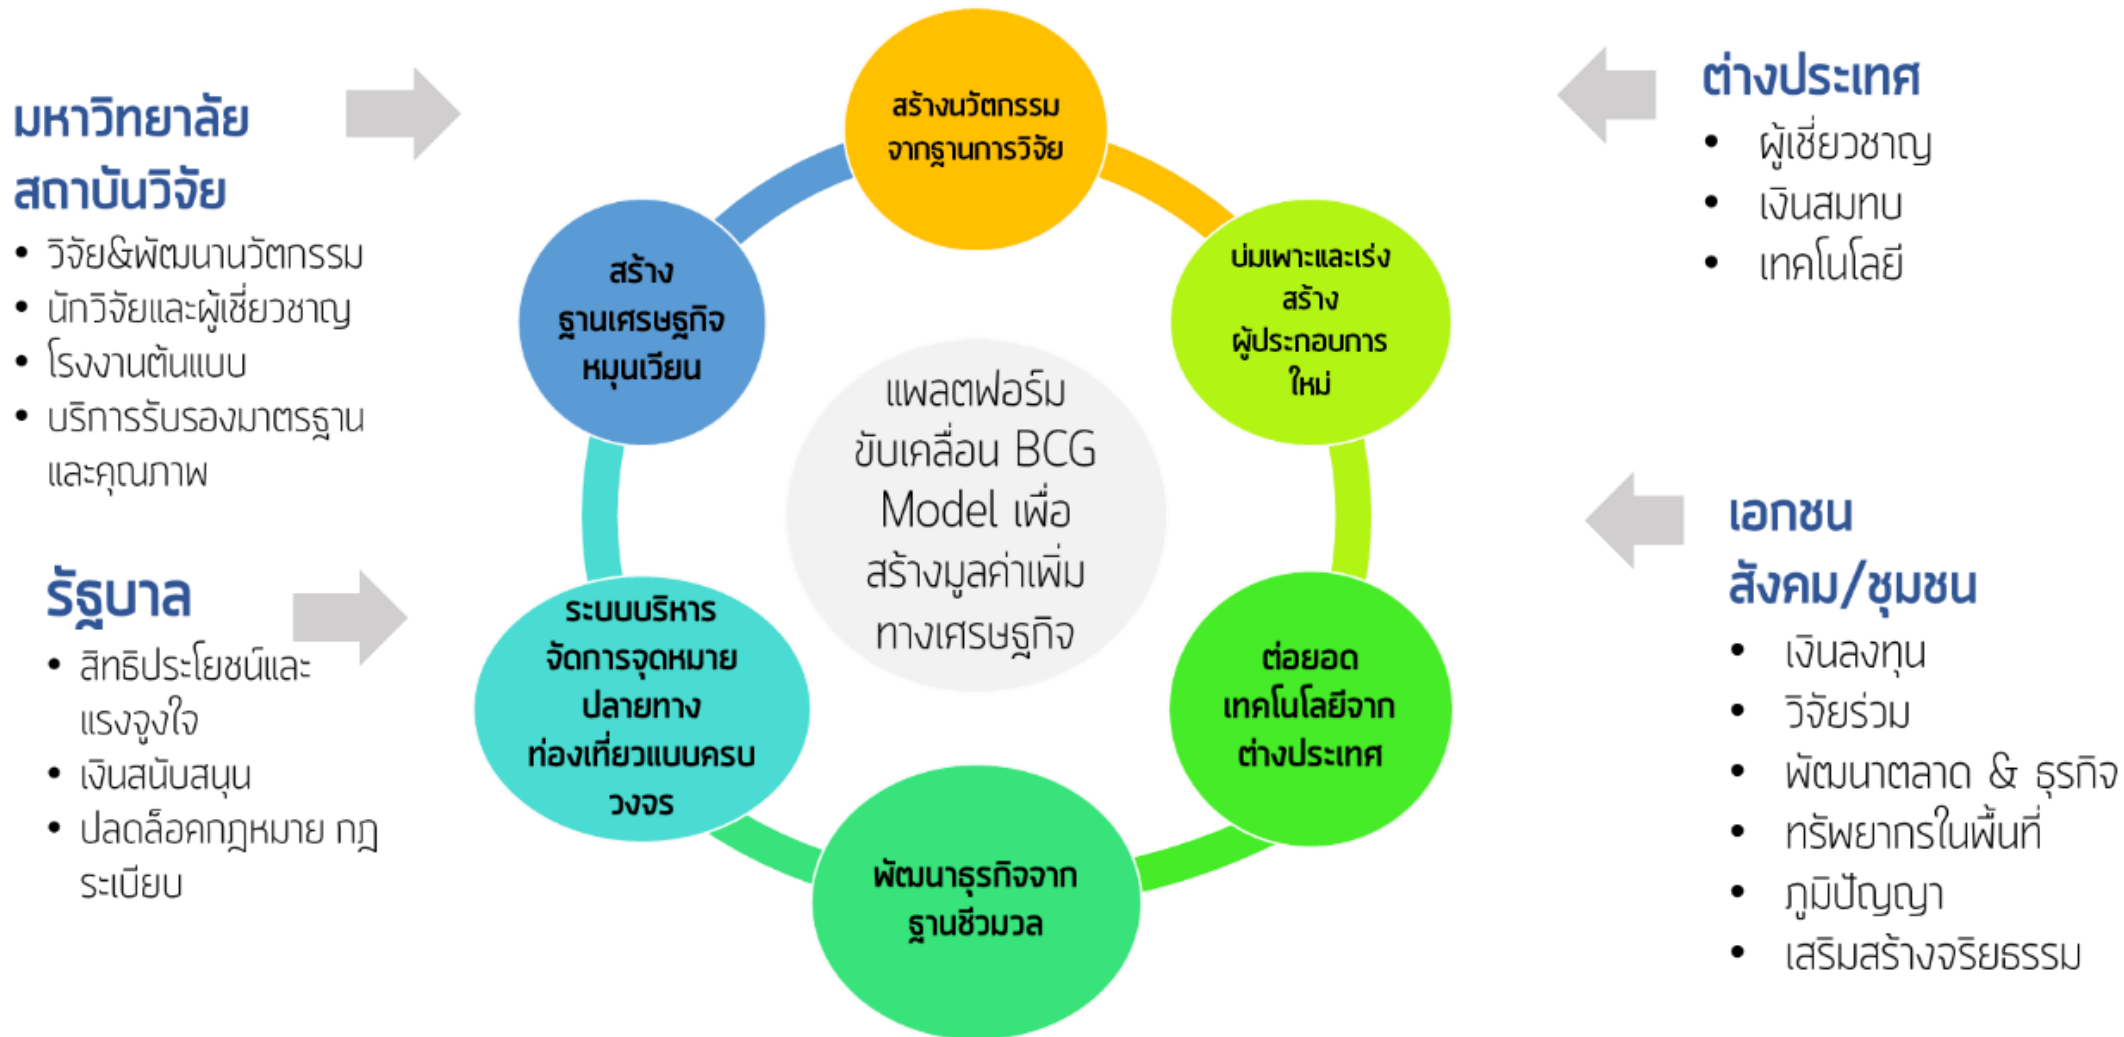 มหาวิทยาลัย
สถาบันวิจัย
• วิจัย&พัฒนานวัตกรรม
• นักวิจัยและผู้เชี่ยวชาญ
• โรงงานต้นแบบ
• บริการรับรองมาตรฐาน
และคุณภาพ
รัฐบาล
• สิทธิประโยชน์และ
แรงจูงใจ
• เงินสนับสนุน
• ปลดล็อคกฎหมาย กฎ
ระเบียบ
สร้างนวัตกรรม
จากฐานการวิจัย
บ่มเพาะและเร่ง
สร้าง
ผู้ประกอบการ
ใหม่
ต่อยอด
เทคโนโลยีจาก
ต่างประเทศ
พัฒนาธุรกิจจาก
ฐานชีวมวล
ระบบบริหาร
จัดการจุดหมาย
ปลายทาง
ท่องเที่ยวแบบครบ
วงจร
สร้าง
ฐานเศรษฐกิจ
หมุนเวียน
แพลตฟอร์ม
ขับเคลื่อน BCG
Model เพื่อ
สร้างมูลค่าเพิ่ม
ทางเศรษฐกิจ
ต่างประเทศ
• ผู้เชี่ยวชาญ
• เงินสมทบ
• เทคโนโลยี
เอกชน
สังคม/ชุมชน
• เงินลงทุน
• วิจัยร่วม
• พัฒนาตลาด & ธุรกิจ
• ทรัพยากรในพื้นที่
• ภูมิปัญญา
• เสริมสร้างจริยธรรม